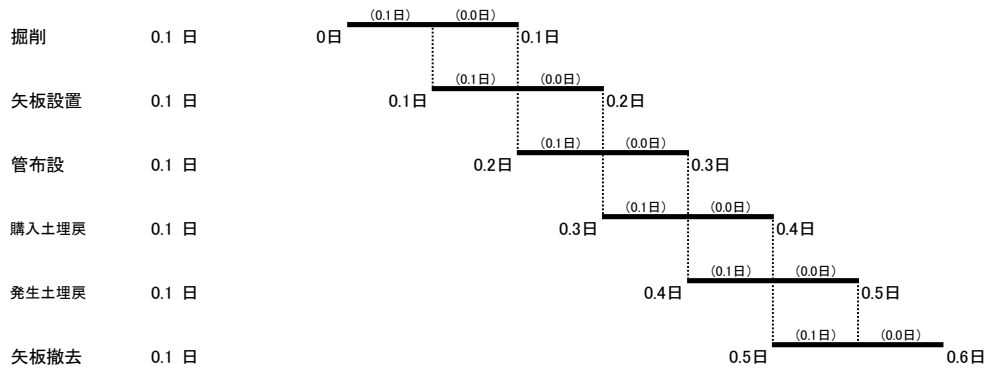 （0.1日） （0.0日）
掘削 0.1 日 0日 0.1日
（0.1日） （0.0日）
矢板設置 0.1 日 0.1日 0.2日
（0.1日） （0.0日）
管布設 0.1 日 0.2日 0.3日
（0.1日） （0.0日）
購入土埋戻 0.1 日 0.3日 0.4日
（0.1日） （0.0日）
発生土埋戻 0.1 日 0.4日 0.5日
（0.1日） （0.0日）
矢板撤去 0.1 日 0.5日 0.6日